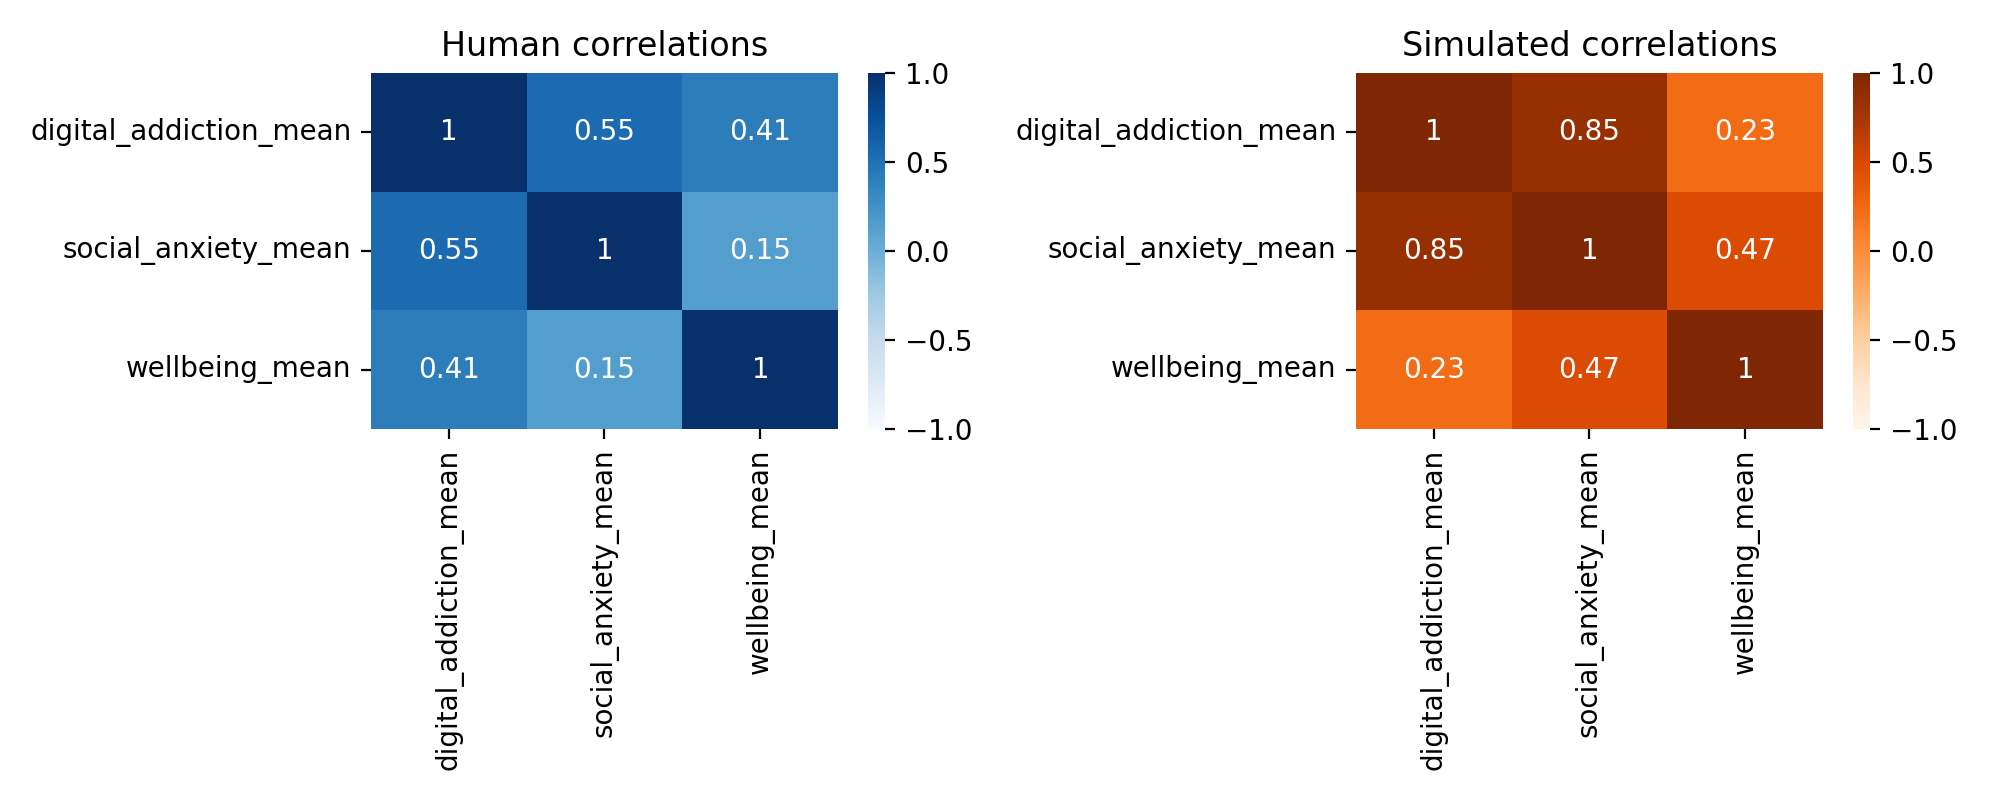 Human correlations
digital_addiction_mean
social_anxiety_mean
wellbeing_mean
1 0.55 0.41
0.55 1 0.15
0.41 0.15 1
digital_addiction_mean
social_anxiety_mean
wellbeing_mean
1.0
0.5
0.0
−0.5
−1.0
Simulated correlations
digital_addiction_mean
social_anxiety_mean
wellbeing_mean
1 0.85 0.23
0.85 1 0.47
0.23 0.47 1
digital_addiction_mean
social_anxiety_mean
wellbeing_mean
1.0
0.5
0.0
−0.5
−1.0